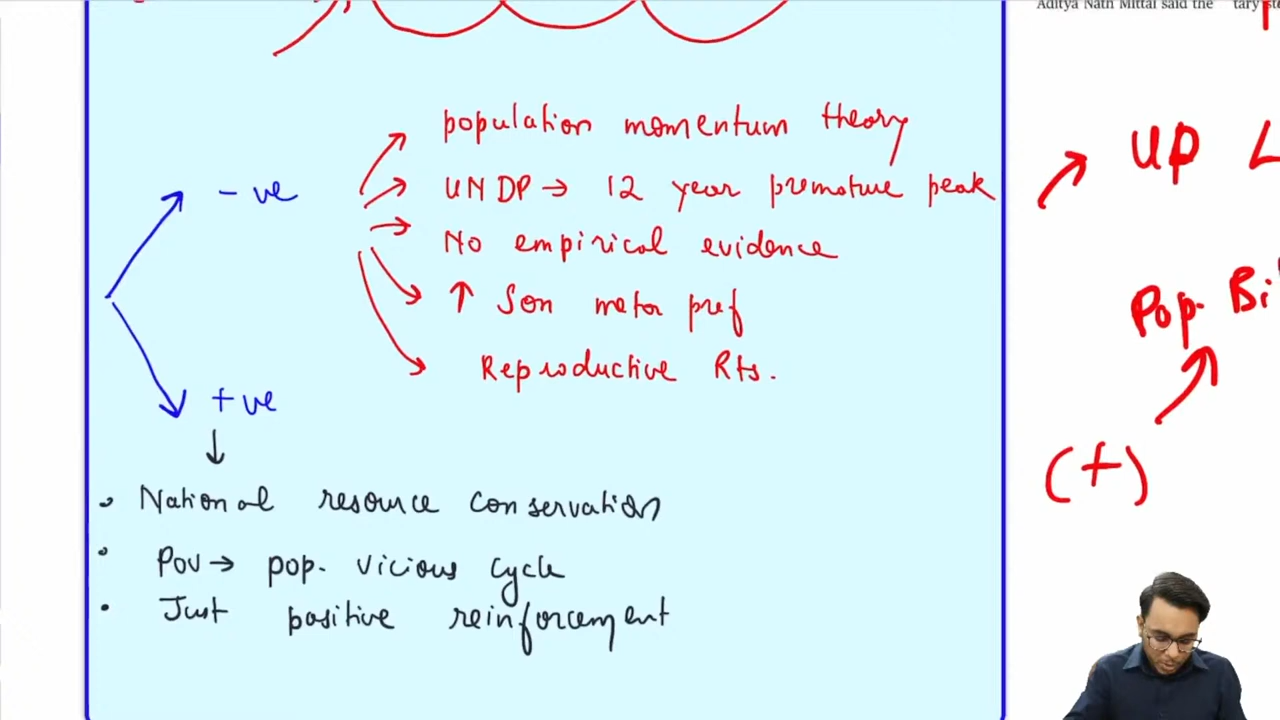 Aditya Nath Mittal said the tary
population momentum theory
- ve
UNDP → 12 year premature peak
No empirical evidence
↑ Son meta pref
Reproductive Rts.
+ ve
National resource conservation
Pov → pop. vicious cycle
Just positive reinforcement
UP
Pop. Bi
(+)